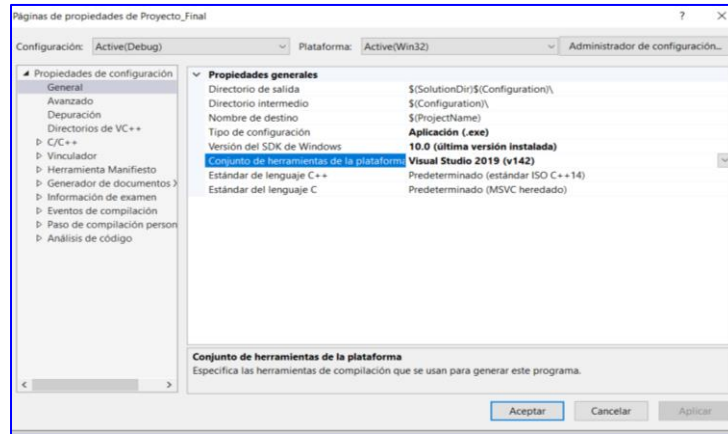 Páginas de propiedades de Proyecto_Final ? ✕
Configuración: Active(Debug) Plataforma: Active(Win32) Administrador de configuración...
Propiedades de configuración
General
Avanzado
Depuración
Directorios de VC++
C/C++
Vinculador
Herramienta Manifiesto
Generador de documentos X
Información de examen
Eventos de compilación
Paso de compilación person
Análisis de código
Propiedades generales
Directorio de salida $(SolutionDir)$(Configuration)\
Directorio intermedio $(Configuration)\
Nombre de destino $(ProjectName)
Tipo de configuración Aplicación (.exe)
Versión del SDK de Windows 10.0 (última versión instalada)
Conjunto de herramientas de la plataforma Visual Studio 2019 (v142)
Estándar de lenguaje C++ Predeterminado (estándar ISO C++14)
Estándar del lenguaje C Predeterminado (MSVC heredado)
Conjunto de herramientas de la plataforma
Especifica las herramientas de compilación que se usan para generar este programa.
Aceptar Cancelar Aplicar